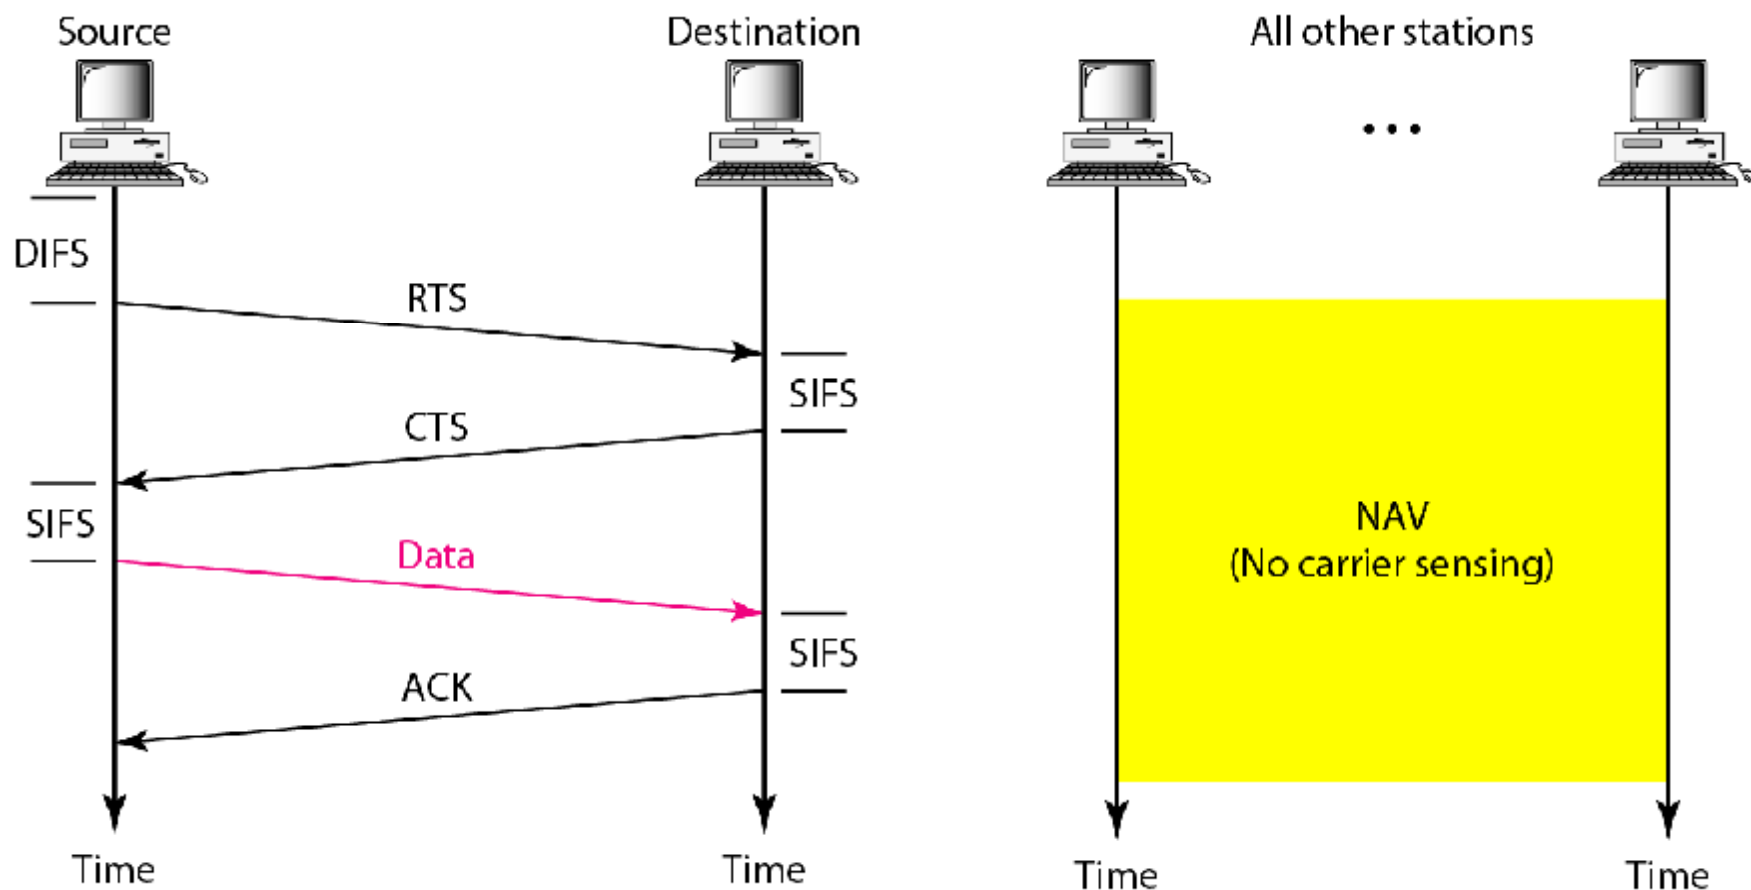 Source
Destination
All other stations
...
DIFS
RTS
SIFS
CTS
SIFS
NAV
(No carrier sensing)
Data
SIFS
ACK
Time
Time
Time
Time